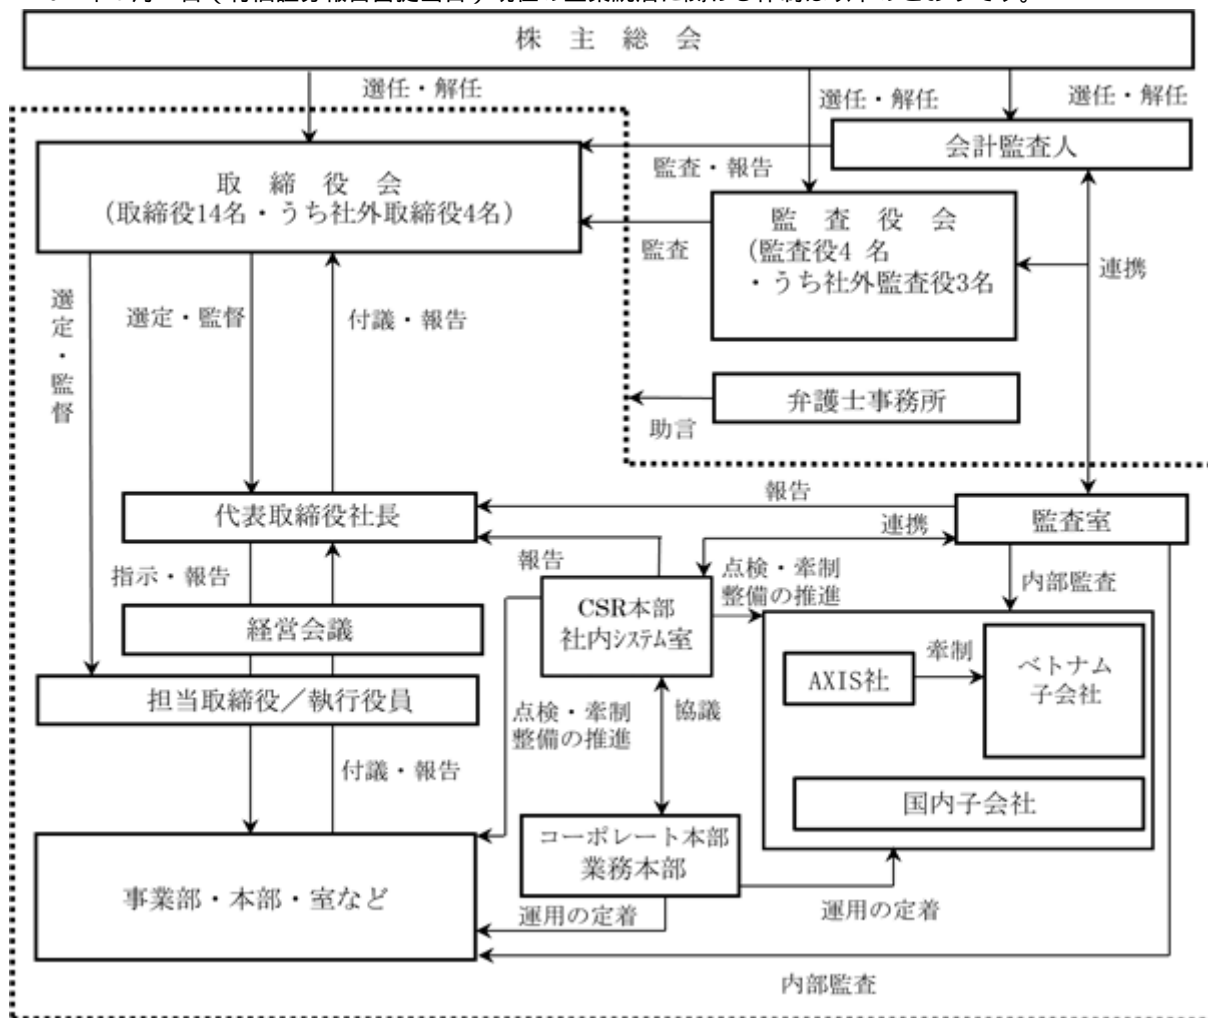 株 主 総 会
選任・解任
選任・解任
選任・解任
会計監査人
監査・報告
取 締 役 会
(取締役14名・うち社外取締役4名)
監 査 役 会
(監査役4 名
・うち社外監査役3名
監査
連携
選定・監督
選定・監督
付議・報告
弁護士事務所
助言
代表取締役社長
報告
監査室
連携
報告
指示・報告
点検・牽制
整備の推進
内部監査
CSR本部
社内システム室
経営会議
牽制
AXIS社
ベトナム
子会社
担当取締役／執行役員
点検・牽制
整備の推進
協議
付議・報告
国内子会社
コーポレート本部
業務本部
事業部・本部・室など
運用の定着
運用の定着
内部監査